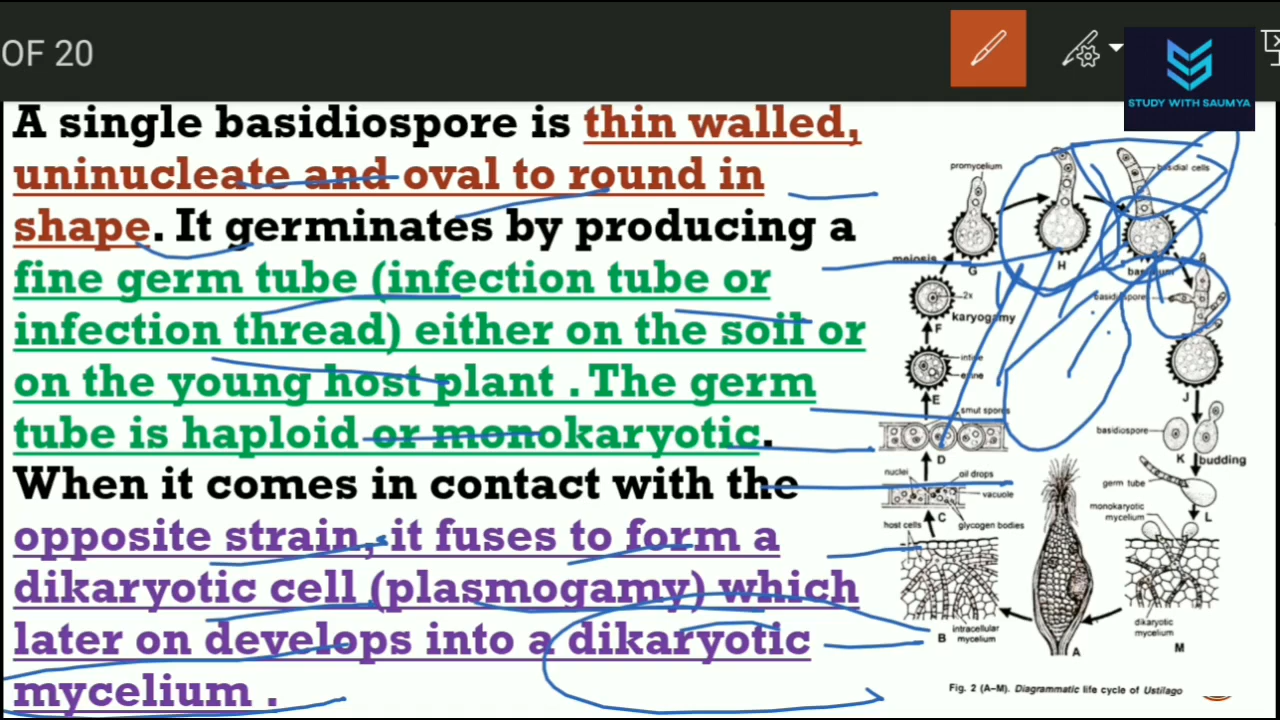 OF 20
STUDY WITH SAUMYA
A single basidiospore is thin walled,
uninucleate and oval to round in
shape. It germinates by producing a
fine germ tube (infection tube or
infection thread) either on the soil or
on the young host plant . The germ
tube is haploid or monokaryotic.
When it comes in contact with the
opposite strain, it fuses to form a
dikaryotic cell (plasmogamy) which
later on develops into a dikaryotic
mycelium .
promycelium
basidial cells
meiosis
G
H
2x
karyogamy
F
E
J
smut spores
D
basidiospore
K
budding
nuclei
oil drops
vacuole
germ tube
host cells
C
glycogen bodies
L
monokaryotic
mycelium
B
intracellular
mycelium
A
dikaryotic
mycelium
M
Fig. 2 (A-M). Diagrammatic life cycle of Ustilago